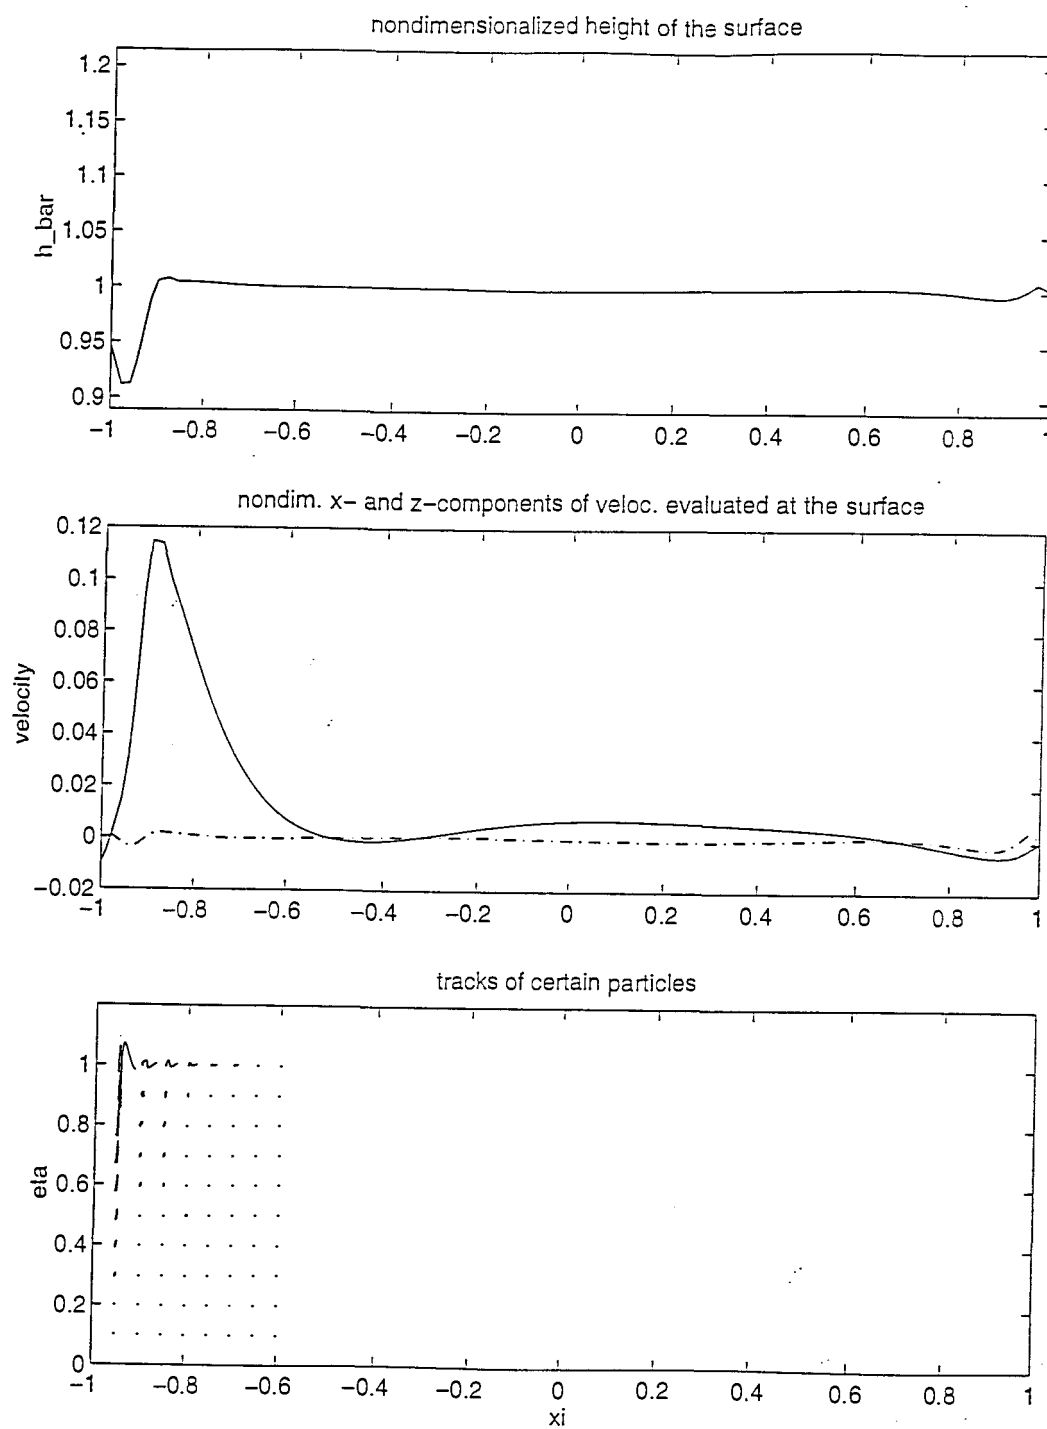 nondimensionalized height of the surface
1.2
1.15
1.1
1.05
1
0.95
0.9
h_bar
-1 -0.8 -0.6 -0.4 -0.2 0 0.2 0.4 0.6 0.8
nondim. x- and z-components of veloc. evaluated at the surface
0.12
0.1
0.08
0.06
0.04
0.02
0
-0.02
velocity
-1 -0.8 -0.6 -0.4 -0.2 0 0.2 0.4 0.6 0.8 1
tracks of certain particles
1
0.8
0.6
0.4
0.2
0
eta
-1 -0.8 -0.6 -0.4 -0.2 0 0.2 0.4 0.6 0.8 1
xi